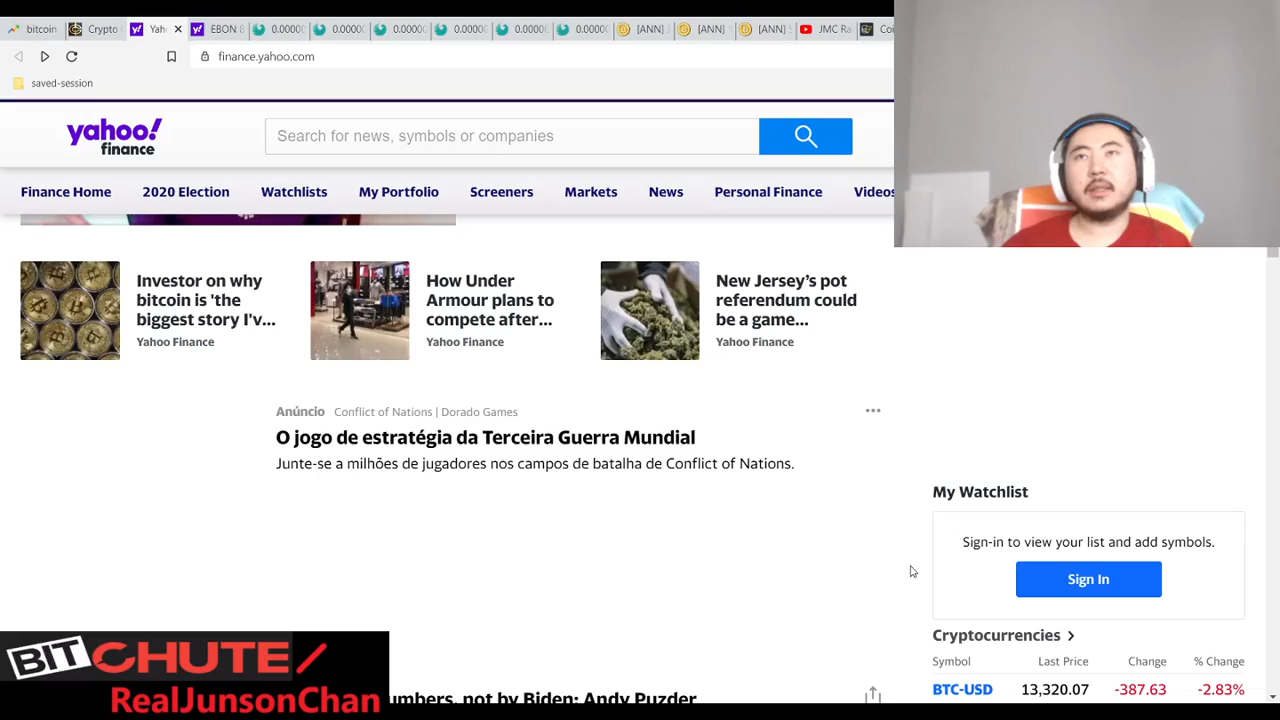 bitcoin
Crypto
Yah
EBON
0.0000
0.0000
0.0000
0.0000
0.0000
0.0000
[ANN]
[ANN]
[ANN]
JMC Ra
Coi
finance.yahoo.com
saved-session
yahoo!
finance
Search for news, symbols or companies
Finance Home 2020 Election Watchlists My Portfolio Screeners Markets News Personal Finance Videos
Investor on why
bitcoin is 'the
biggest story I'v...
Yahoo Finance
How Under
Armour plans to
compete after...
Yahoo Finance
New Jersey’s pot
referendum could
be a game...
Yahoo Finance
Anúncio Conflict of Nations | Dorado Games
O jogo de estratégia da Terceira Guerra Mundial
Junte-se a milhões de jogadores nos campos de batalha de Conflict of Nations.
My Watchlist
Sign-in to view your list and add symbols.
Sign In
Cryptocurrencies
Symbol Last Price Change % Change
BTC-USD 13,320.07 -387.63 -2.83%
BITCHUTE/
RealJunsonChan
umbers, not by Biden: Andy Puzder